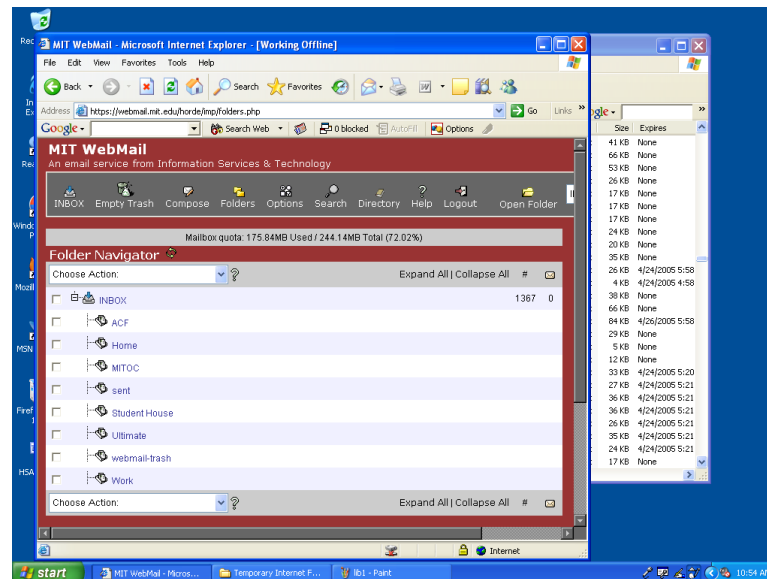 Rec
MIT WebMail - Microsoft Internet Explorer - [Working Offline]
File Edit View Favorites Tools Help
Back Search Favorites
Address https://webmail.mit.edu/horde/imp/folders.php Go Links »
Google - Search Web 0 blocked AutoFill Options
MIT WebMail
An email service from Information Services & Technology
INBOX Empty Trash Compose Folders Options Search Directory Help Logout Open Folder
Mailbox quota: 175.84MB Used / 244.14MB Total (72.02%)
Folder Navigator
Choose Action: ? Expand All | Collapse All #
INBOX 1367 0
ACF
Home
MITOC
sent
Student House
Ultimate
webmail-trash
Work
Choose Action: ? Expand All | Collapse All #
Internet
In
Ex
Rea
Windo
P
Mozill
MSN
Firef
HSA
ogle - »
Size Expires
41 KB None
66 KB None
53 KB None
26 KB None
17 KB None
17 KB None
17 KB None
24 KB None
20 KB None
35 KB None
26 KB 4/24/2005 5:58
4 KB 4/24/2005 4:58
38 KB None
66 KB None
84 KB 4/26/2005 5:58
29 KB None
5 KB None
12 KB None
33 KB 4/24/2005 5:20
27 KB 4/24/2005 5:21
36 KB 4/24/2005 5:21
36 KB 4/24/2005 5:21
26 KB 4/24/2005 5:21
35 KB 4/24/2005 5:21
24 KB 4/24/2005 5:21
17 KB None
start MIT WebMail - Micros... Temporary Internet F... lib1 - Paint 10:54 AM